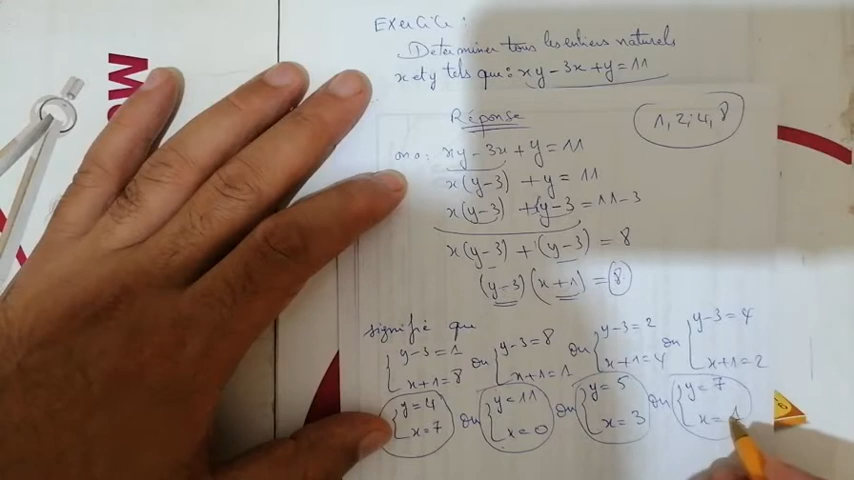 Exercice :
Determiner tous les entiers naturels
x et y tels que : xy - 3x + y = 11
Réponse
1, 2, 4, 8
on a : xy - 3x + y = 11
x(y-3) + y = 11
x(y-3) + (y-3 = 11-3
x(y-3) + (y-3) = 8
(y-3)(x+1) = 8
signifie que
{ y-3=1 x+1=8 ou { y-3=8 x+1=1 ou { y-3=2 x+1=4 ou { y-3=4 x+1=2
{ y=4 x=7 ou { y=11 x=0 ou { y=5 x=3 ou { y=7 x=1